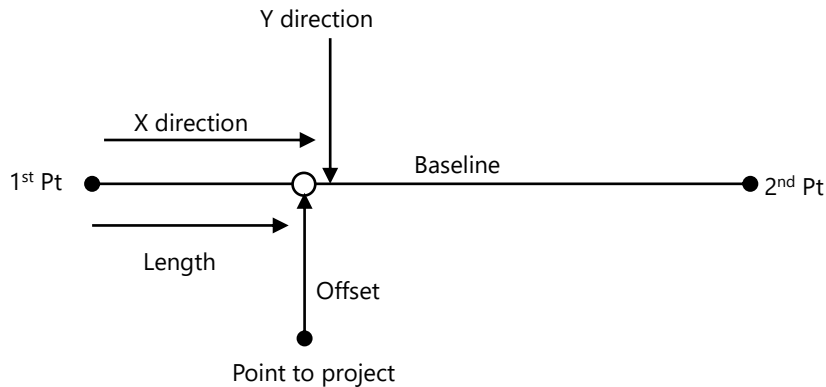 Y direction
X direction
Baseline
1st Pt
2nd Pt
Length
Offset
Point to project